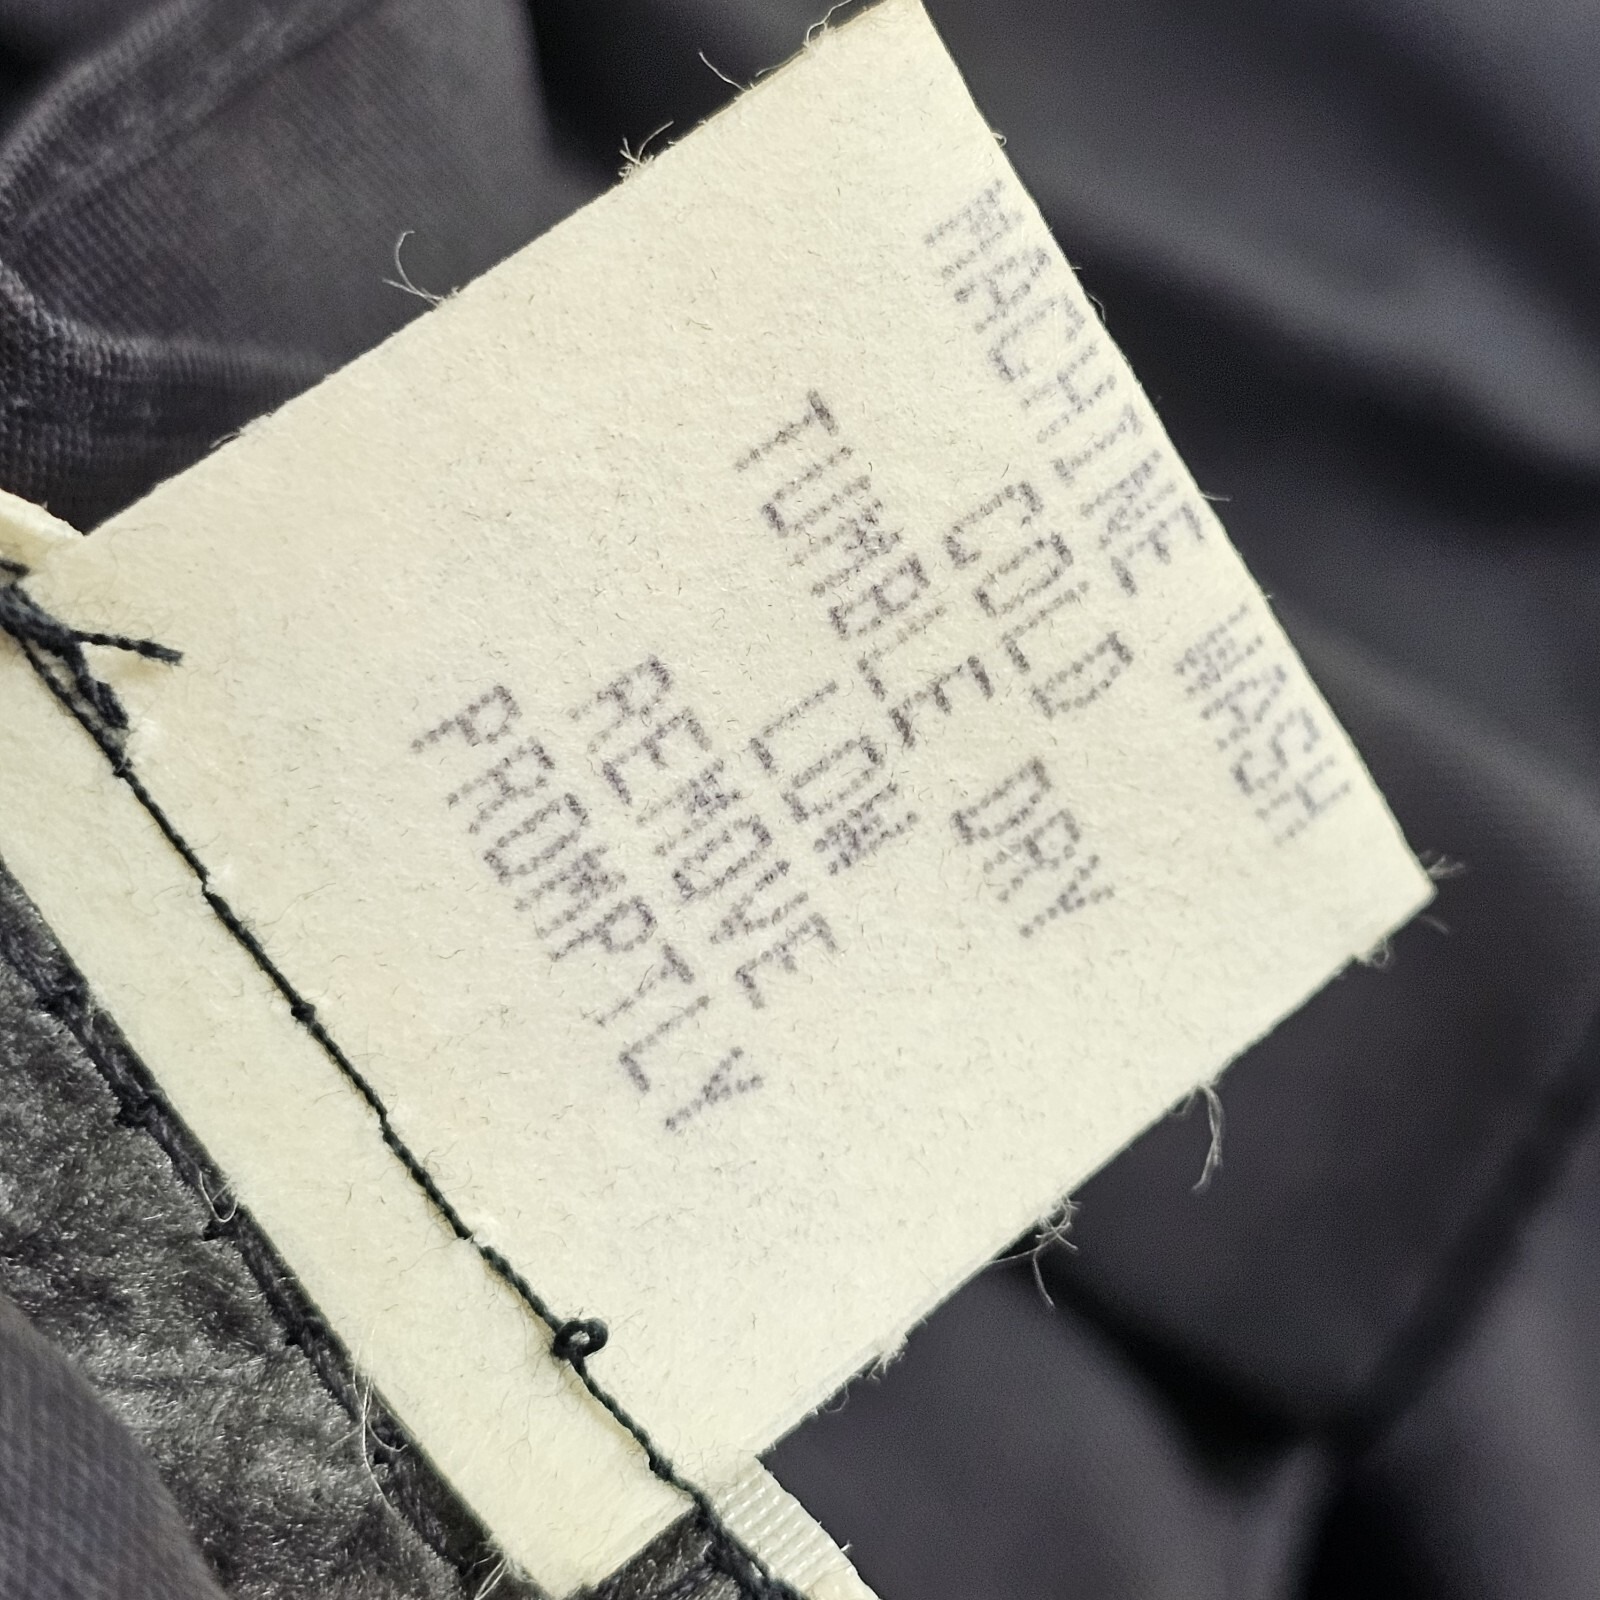 MACHINE WASH
COLD
TUMBLE DRY
LOW
REMOVE
PROMPTLY